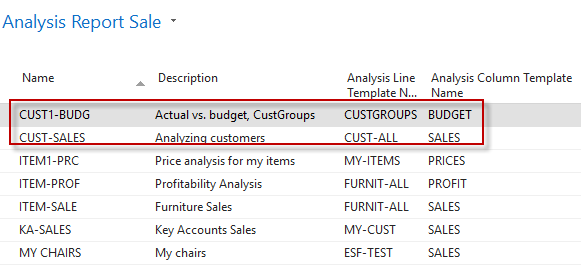 Analysis Report Sale
Name Description Analysis Line Template N... Analysis Column Template Name
CUST1-BUDG Actual vs. budget, CustGroups CUSTGROUPS BUDGET
CUST-SALES Analyzing customers CUST-ALL SALES
ITEM1-PRC Price analysis for my items MY-ITEMS PRICES
ITEM-PROF Profitability Analysis FURNIT-ALL PROFIT
ITEM-SALE Furniture Sales FURNIT-ALL SALES
KA-SALES Key Accounts Sales MY-CUST SALES
MY CHAIRS My chairs ESF-TEST SALES